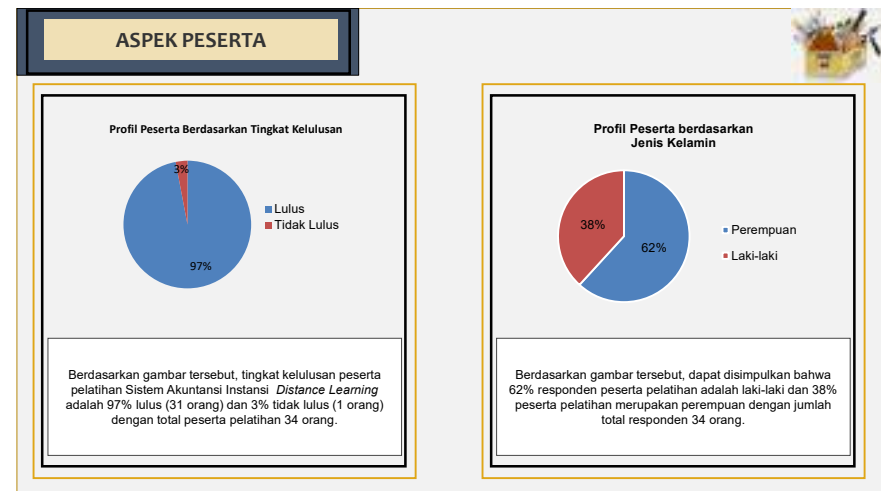 ASPEK PESERTA
Profil Peserta Berdasarkan Tingkat Kelulusan
3%
97%
Lulus
Tidak Lulus
Berdasarkan gambar tersebut, tingkat kelulusan peserta
pelatihan Sistem Akuntansi Instansi Distance Learning
adalah 97% lulus (31 orang) dan 3% tidak lulus (1 orang)
dengan total peserta pelatihan 34 orang.
Profil Peserta berdasarkan
Jenis Kelamin
38%
62%
Perempuan
Laki-laki
Berdasarkan gambar tersebut, dapat disimpulkan bahwa
62% responden peserta pelatihan adalah laki-laki dan 38%
peserta pelatihan merupakan perempuan dengan jumlah
total responden 34 orang.